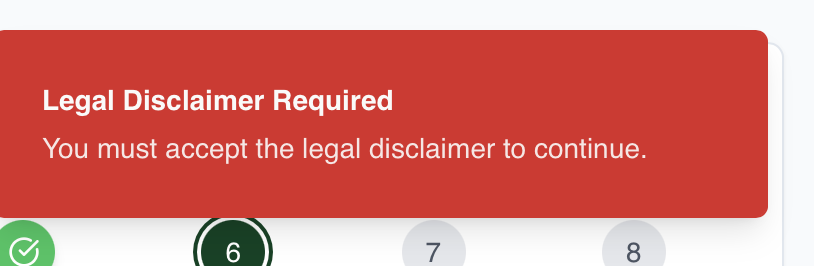 Legal Disclaimer Required
You must accept the legal disclaimer to continue.
6 7 8